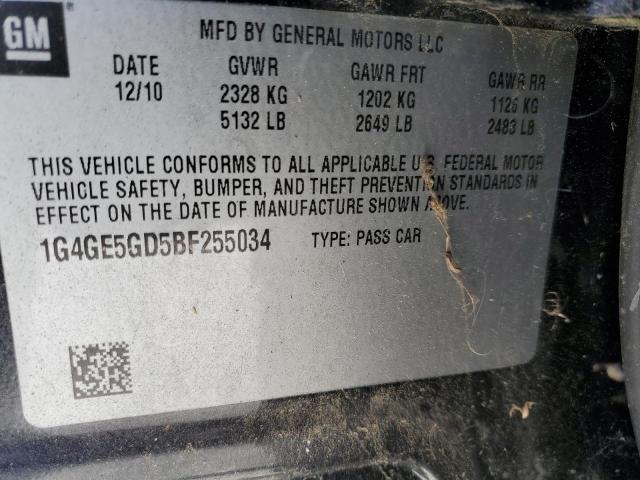 GM
MFD BY GENERAL MOTORS LLC
DATE GVWR GAWR FRT GAWR RR
12/10 2328 KG 1202 KG 1126 KG
5132 LB 2649 LB 2483 LB
THIS VEHICLE CONFORMS TO ALL APPLICABLE U.S. FEDERAL MOTOR
VEHICLE SAFETY, BUMPER, AND THEFT PREVENTION STANDARDS IN
EFFECT ON THE DATE OF MANUFACTURE SHOWN ABOVE.
1G4GE5GD5BF255034 TYPE: PASS CAR